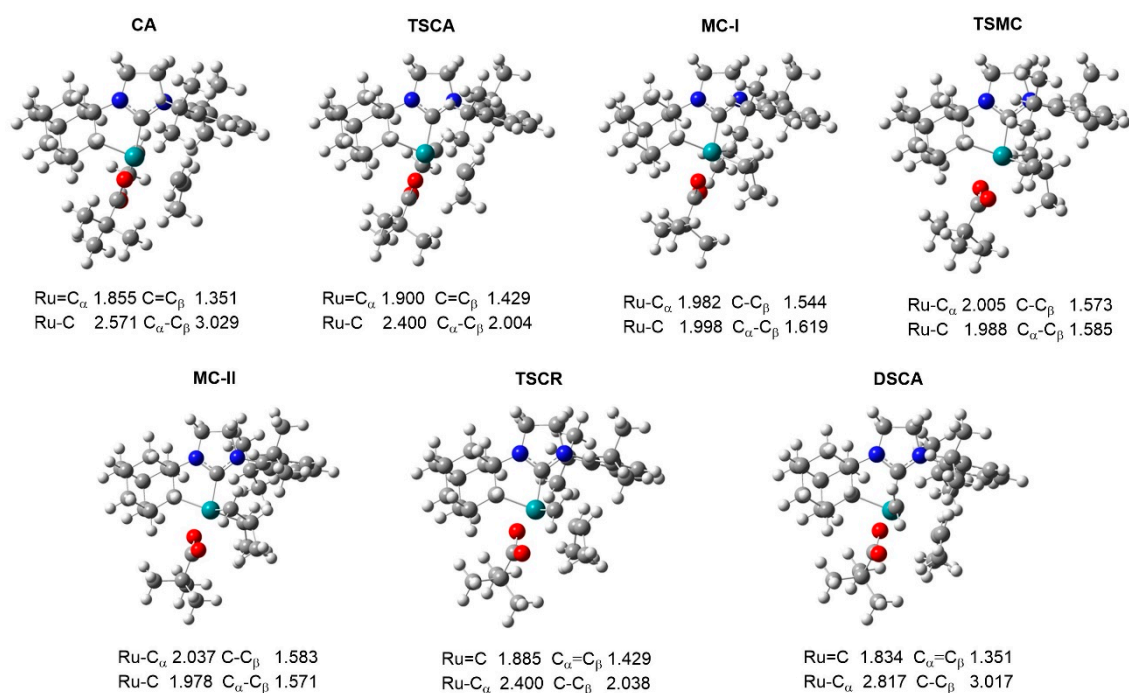 CA
TSCA
MC-I
TSMC
Ru=Cα 1.855 C=Cβ 1.351
Ru-C 2.571 Cα-Cβ 3.029
Ru=Cα 1.900 C=Cβ 1.429
Ru-C 2.400 Cα-Cβ 2.004
Ru-Cα 1.982 C-Cβ 1.544
Ru-C 1.998 Cα-Cβ 1.619
Ru-Cα 2.005 C-Cβ 1.573
Ru-C 1.988 Cα-Cβ 1.585
MC-II
TSCR
DSCA
Ru-Cα 2.037 C-Cβ 1.583
Ru-C 1.978 Cα-Cβ 1.571
Ru=C 1.885 Cα=Cβ 1.429
Ru-Cα 2.400 C-Cβ 2.038
Ru=C 1.834 Cα=Cβ 1.351
Ru-Cα 2.817 C-Cβ 3.017